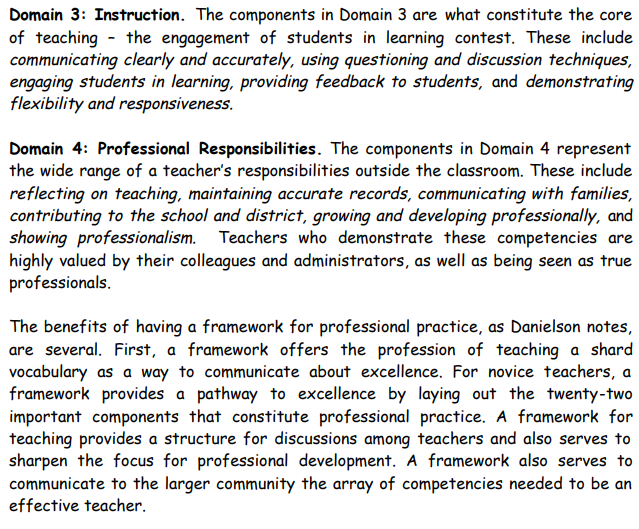 Domain 3: Instruction. The components in Domain 3 are what constitute the core
of teaching – the engagement of students in learning contest. These include
communicating clearly and accurately, using questioning and discussion techniques,
engaging students in learning, providing feedback to students, and demonstrating
flexibility and responsiveness.
Domain 4: Professional Responsibilities. The components in Domain 4 represent
the wide range of a teacher's responsibilities outside the classroom. These include
reflecting on teaching, maintaining accurate records, communicating with families,
contributing to the school and district, growing and developing professionally, and
showing professionalism. Teachers who demonstrate these competencies are
highly valued by their colleagues and administrators, as well as being seen as true
professionals.
The benefits of having a framework for professional practice, as Danielson notes,
are several. First, a framework offers the profession of teaching a shard
vocabulary as a way to communicate about excellence. For novice teachers, a
framework provides a pathway to excellence by laying out the twenty-two
important components that constitute professional practice. A framework for
teaching provides a structure for discussions among teachers and also serves to
sharpen the focus for professional development. A framework also serves to
communicate to the larger community the array of competencies needed to be an
effective teacher.